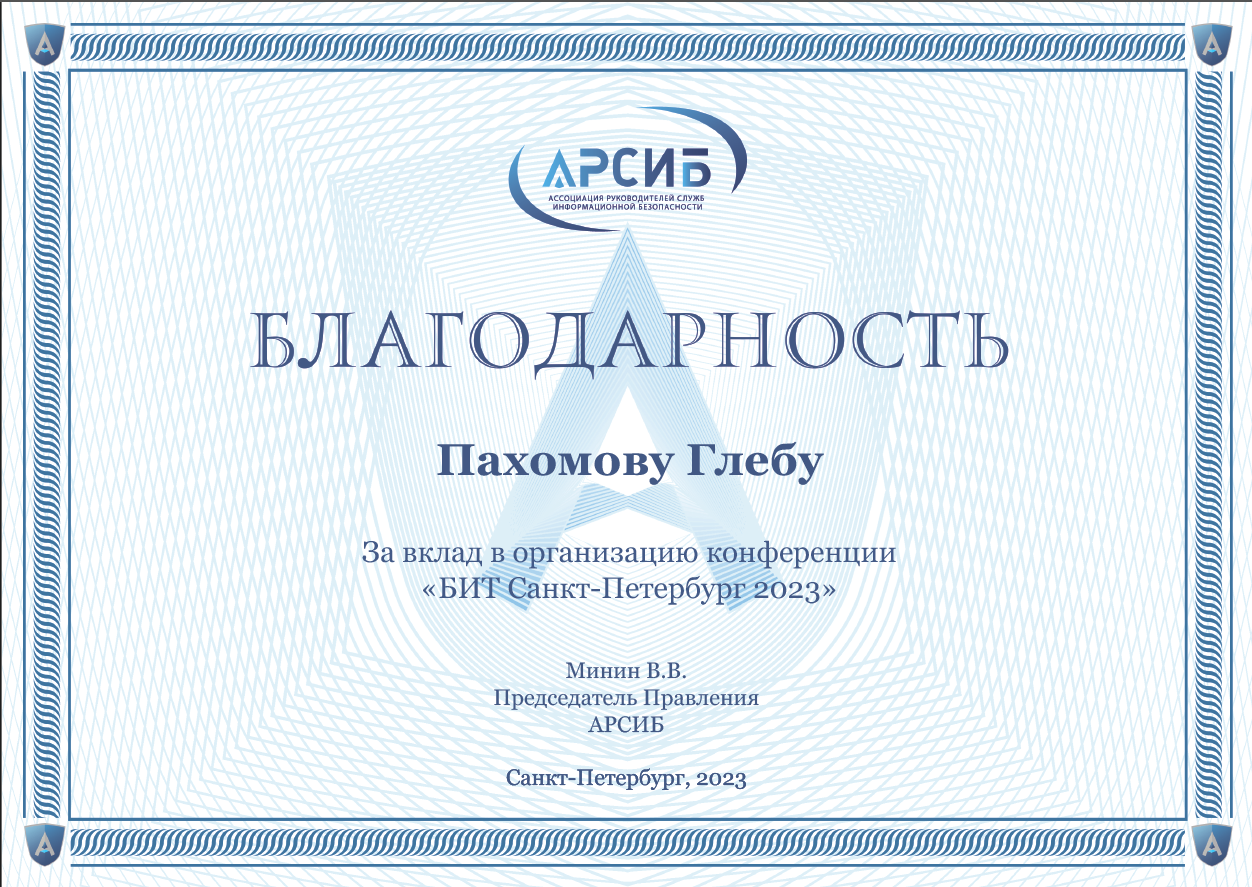 АРСИБ
АССОЦИАЦИЯ РУКОВОДИТЕЛЕЙ СЛУЖБ
ИНФОРМАЦИОННОЙ БЕЗОПАСНОСТИ
БЛАГОДАРНОСТЬ
Пахомову Глебу
За вклад в организацию конференции
«БИТ Санкт-Петербург 2023»
Минин В.В.
Председатель Правления
АРСИБ
Санкт-Петербург, 2023